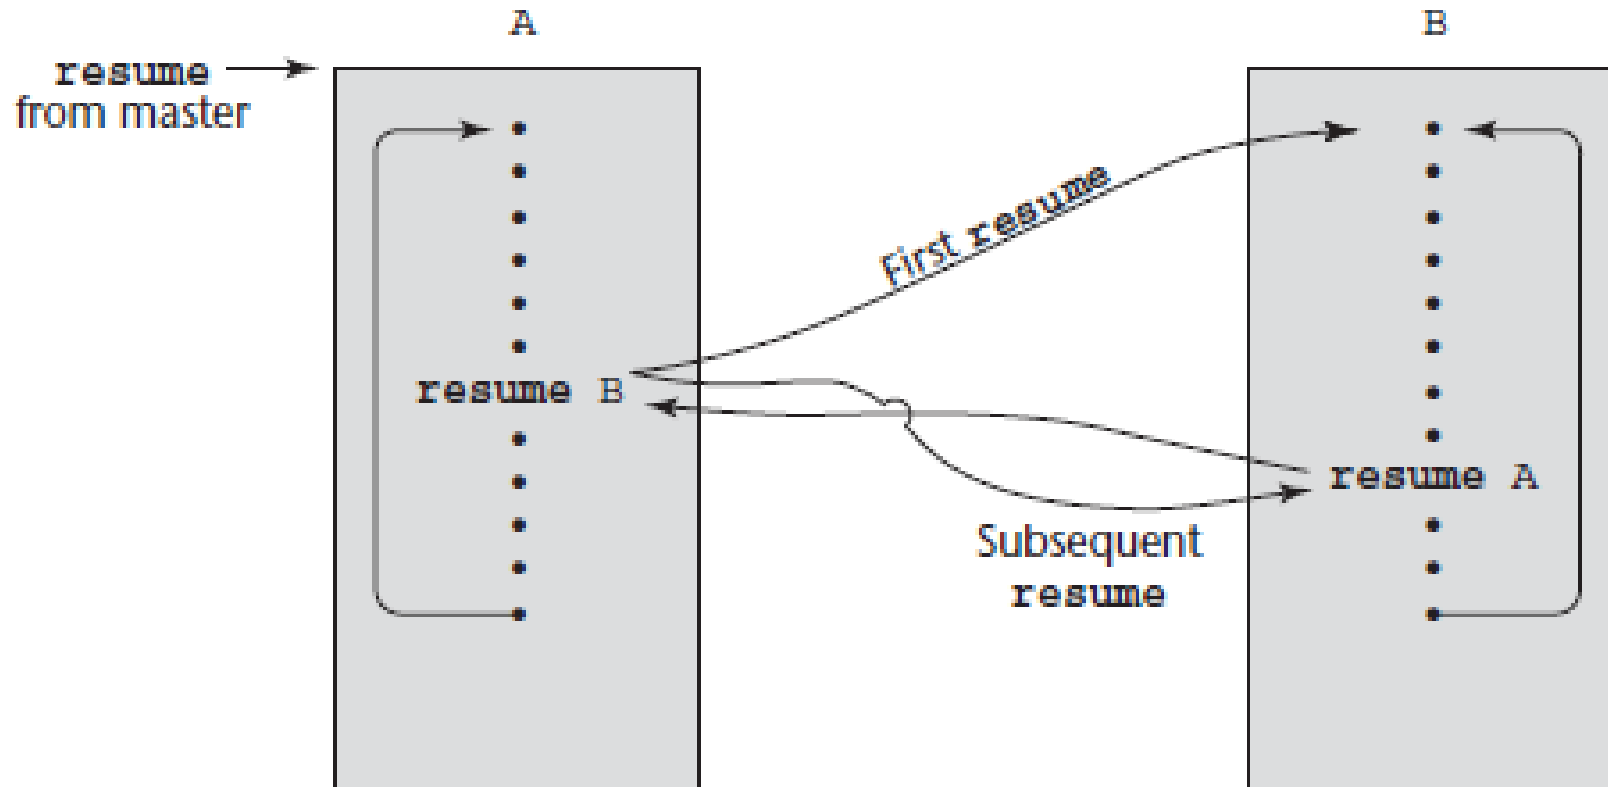 A
B
resume
from master
First resume
resume B
resume A
Subsequent
resume